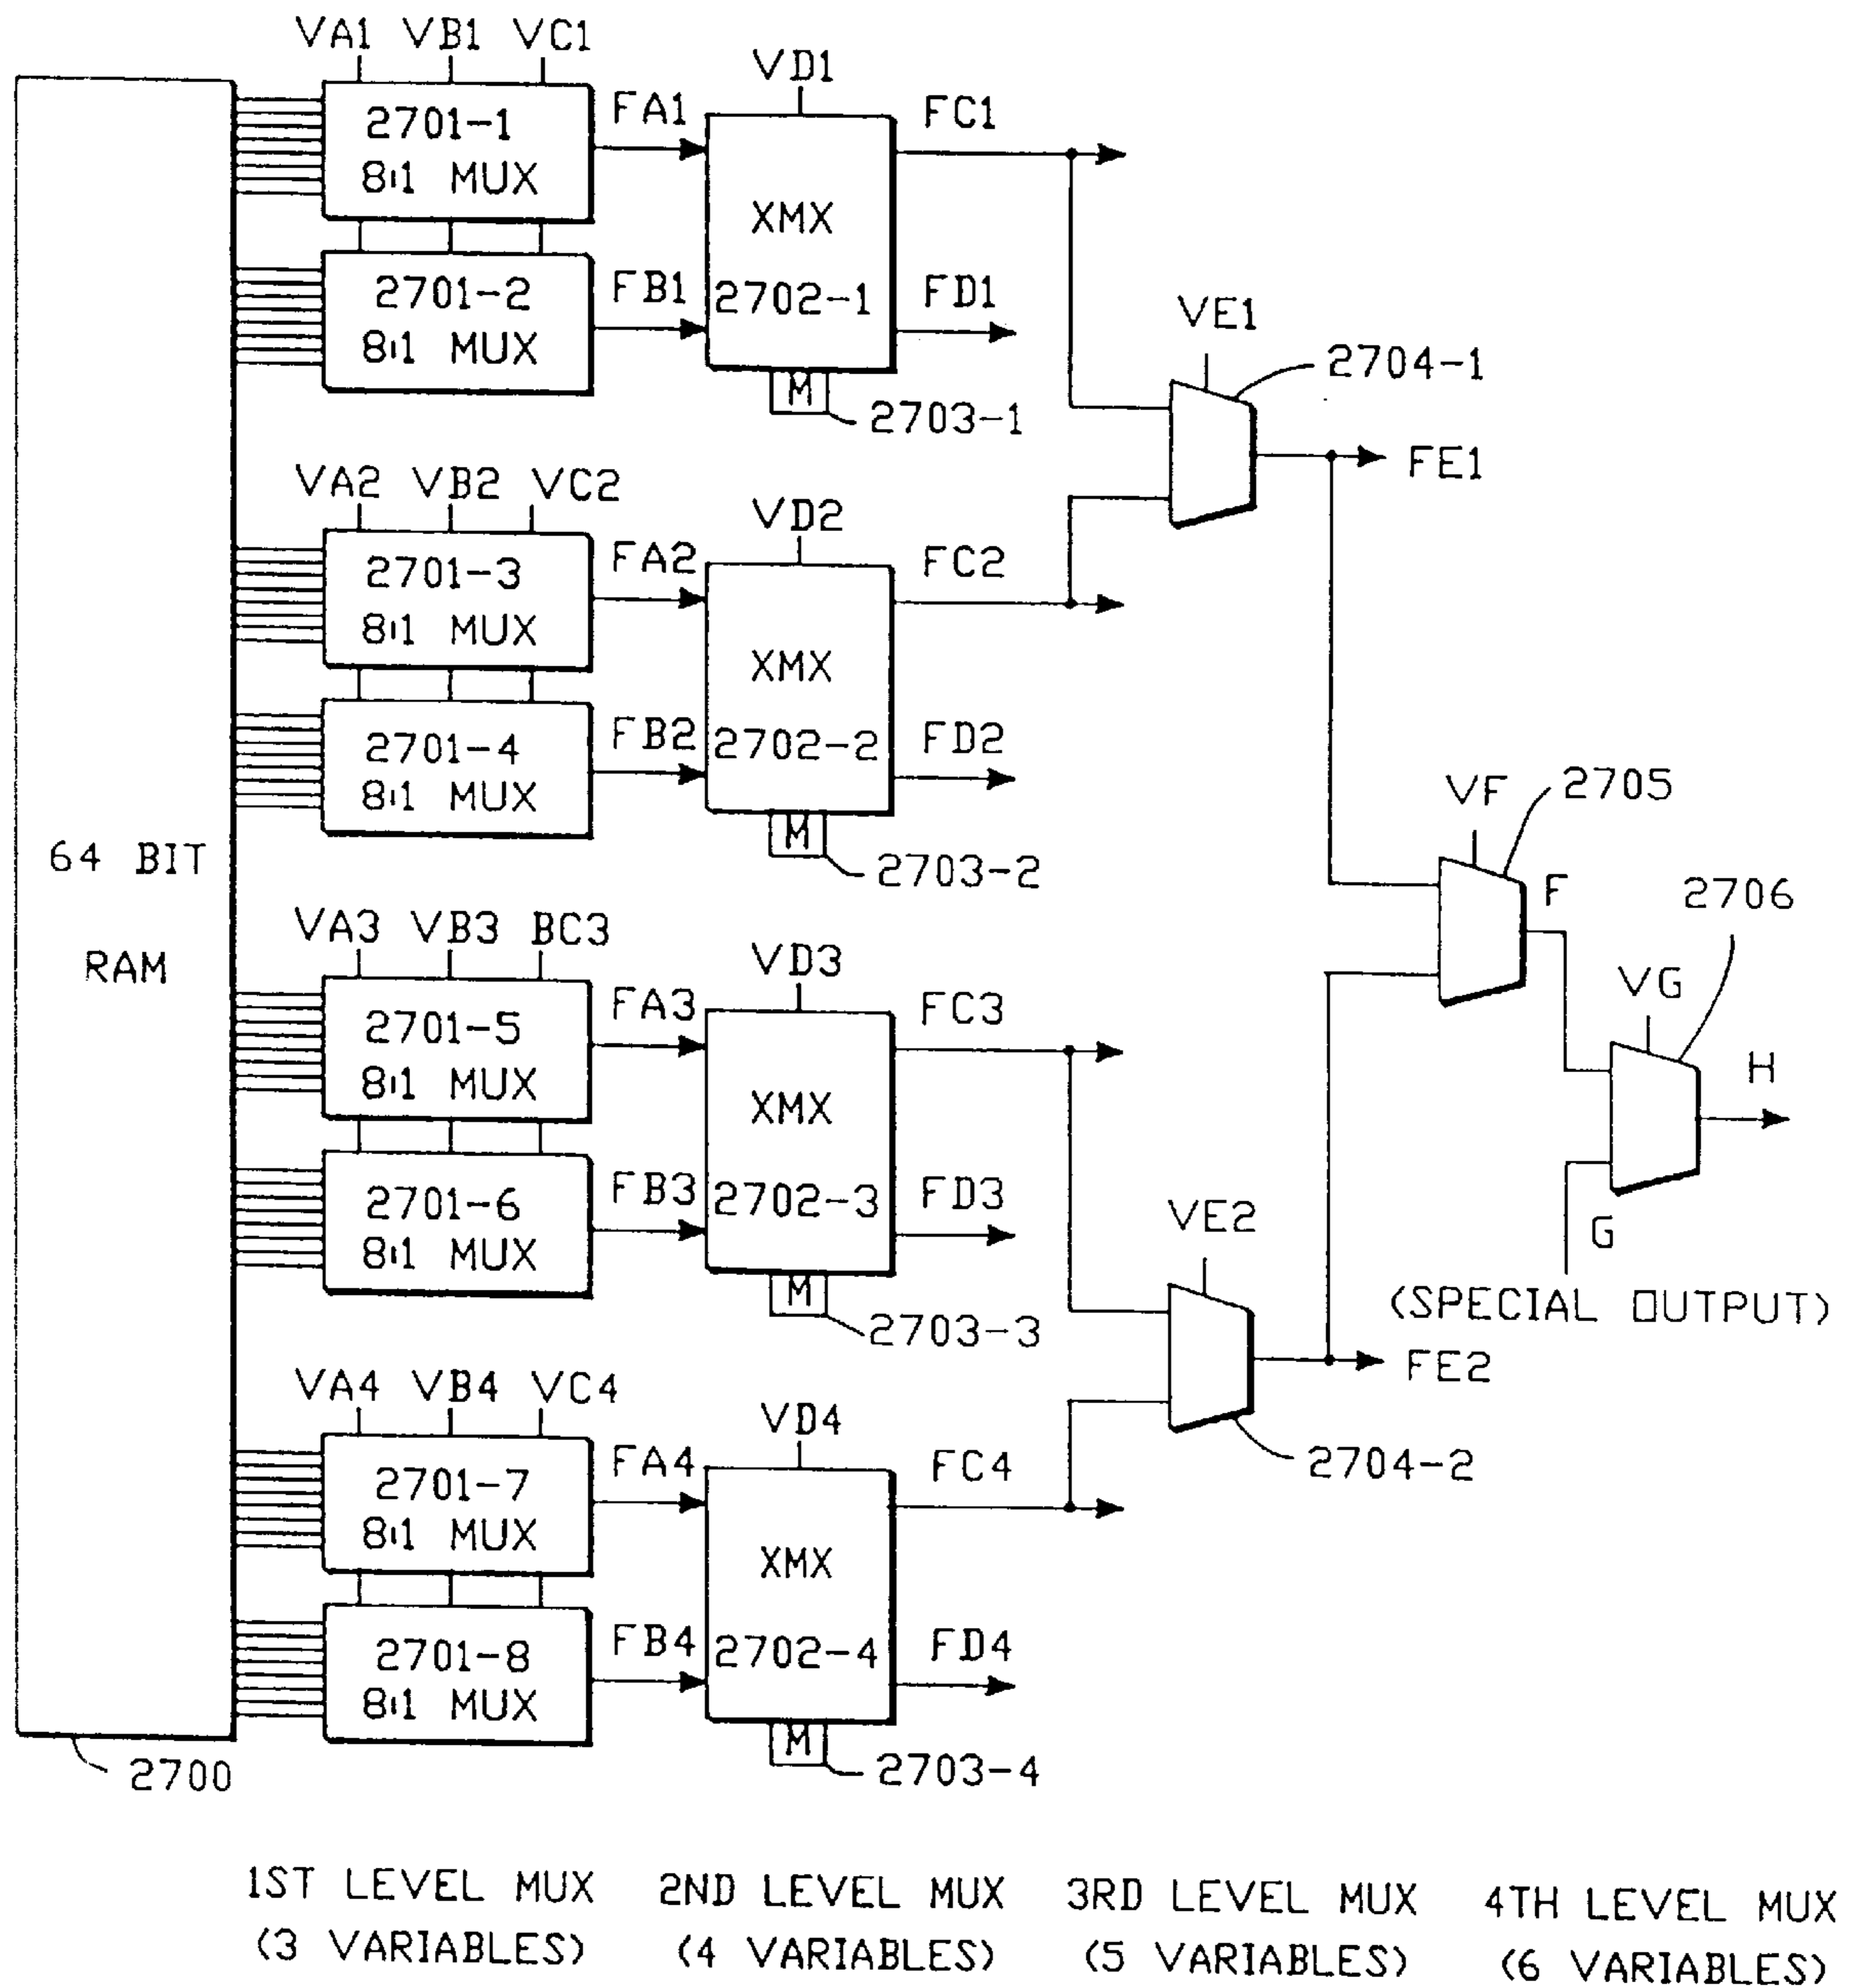 VA1 VB1 VC1
2701-1
8:1 MUX
FA1
VD1
FC1
2701-2
8:1 MUX
FB1
XMX
2702-1
FD1
M
2703-1
VE1
2704-1
FE1
VA2 VB2 VC2
2701-3
8:1 MUX
FA2
VD2
FC2
2701-4
8:1 MUX
FB2
XMX
2702-2
FD2
M
2703-2
64 BIT
RAM
VF
2705
F
2706
VG
H
G
(SPECIAL OUTPUT)
VA3 VB3 BC3
2701-5
8:1 MUX
FA3
VD3
FC3
2701-6
8:1 MUX
FB3
XMX
2702-3
FD3
M
2703-3
VE2
FE2
2704-2
VA4 VB4 VC4
2701-7
8:1 MUX
FA4
VD4
FC4
2701-8
8:1 MUX
FB4
XMX
2702-4
FD4
M
2703-4
2700
1ST LEVEL MUX
(3 VARIABLES)
2ND LEVEL MUX
(4 VARIABLES)
3RD LEVEL MUX
(5 VARIABLES)
4TH LEVEL MUX
(6 VARIABLES)